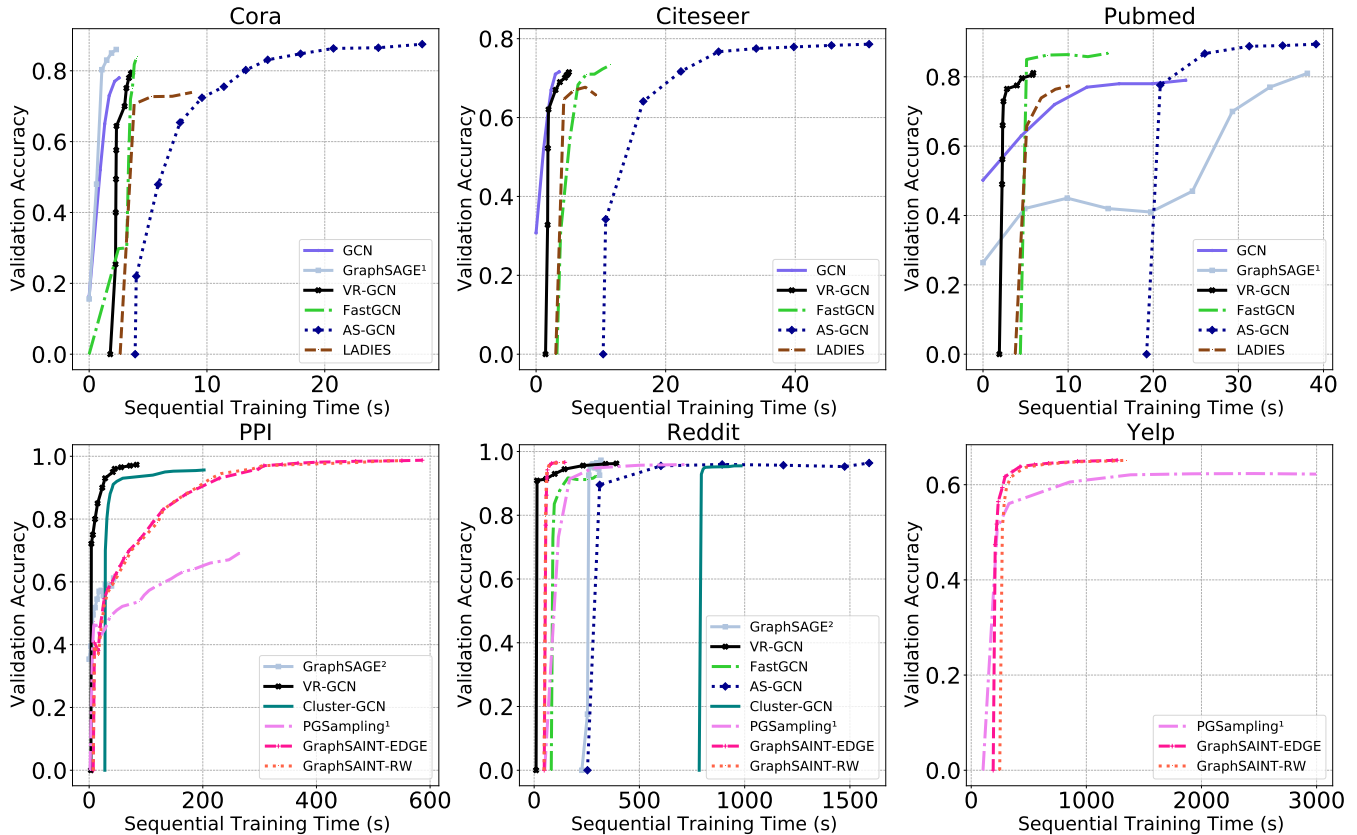 Cora
Validation Accuracy
0.8
0.6
0.4
0.2
0.0
GCN
GraphSAGE¹
VR-GCN
FastGCN
AS-GCN
LADIES
0 10 20
Sequential Training Time (s)
Citeseer
Validation Accuracy
0.8
0.6
0.4
0.2
0.0
GCN
VR-GCN
FastGCN
AS-GCN
LADIES
0 20 40
Sequential Training Time (s)
Pubmed
Validation Accuracy
0.8
0.6
0.4
0.2
0.0
GCN
GraphSAGE¹
VR-GCN
FastGCN
AS-GCN
LADIES
0 10 20 30 40
Sequential Training Time (s)
PPI
Validation Accuracy
1.0
0.8
0.6
0.4
0.2
0.0
GraphSAGE²
VR-GCN
Cluster-GCN
PGSampling¹
GraphSAINT-EDGE
GraphSAINT-RW
0 200 400 600
Sequential Training Time (s)
Reddit
Validation Accuracy
1.0
0.8
0.6
0.4
0.2
0.0
GraphSAGE²
VR-GCN
FastGCN
AS-GCN
Cluster-GCN
PGSampling¹
GraphSAINT-EDGE
GraphSAINT-RW
0 500 1000 1500
Sequential Training Time (s)
Yelp
Validation Accuracy
0.6
0.4
0.2
0.0
PGSampling¹
GraphSAINT-EDGE
GraphSAINT-RW
0 1000 2000 3000
Sequential Training Time (s)